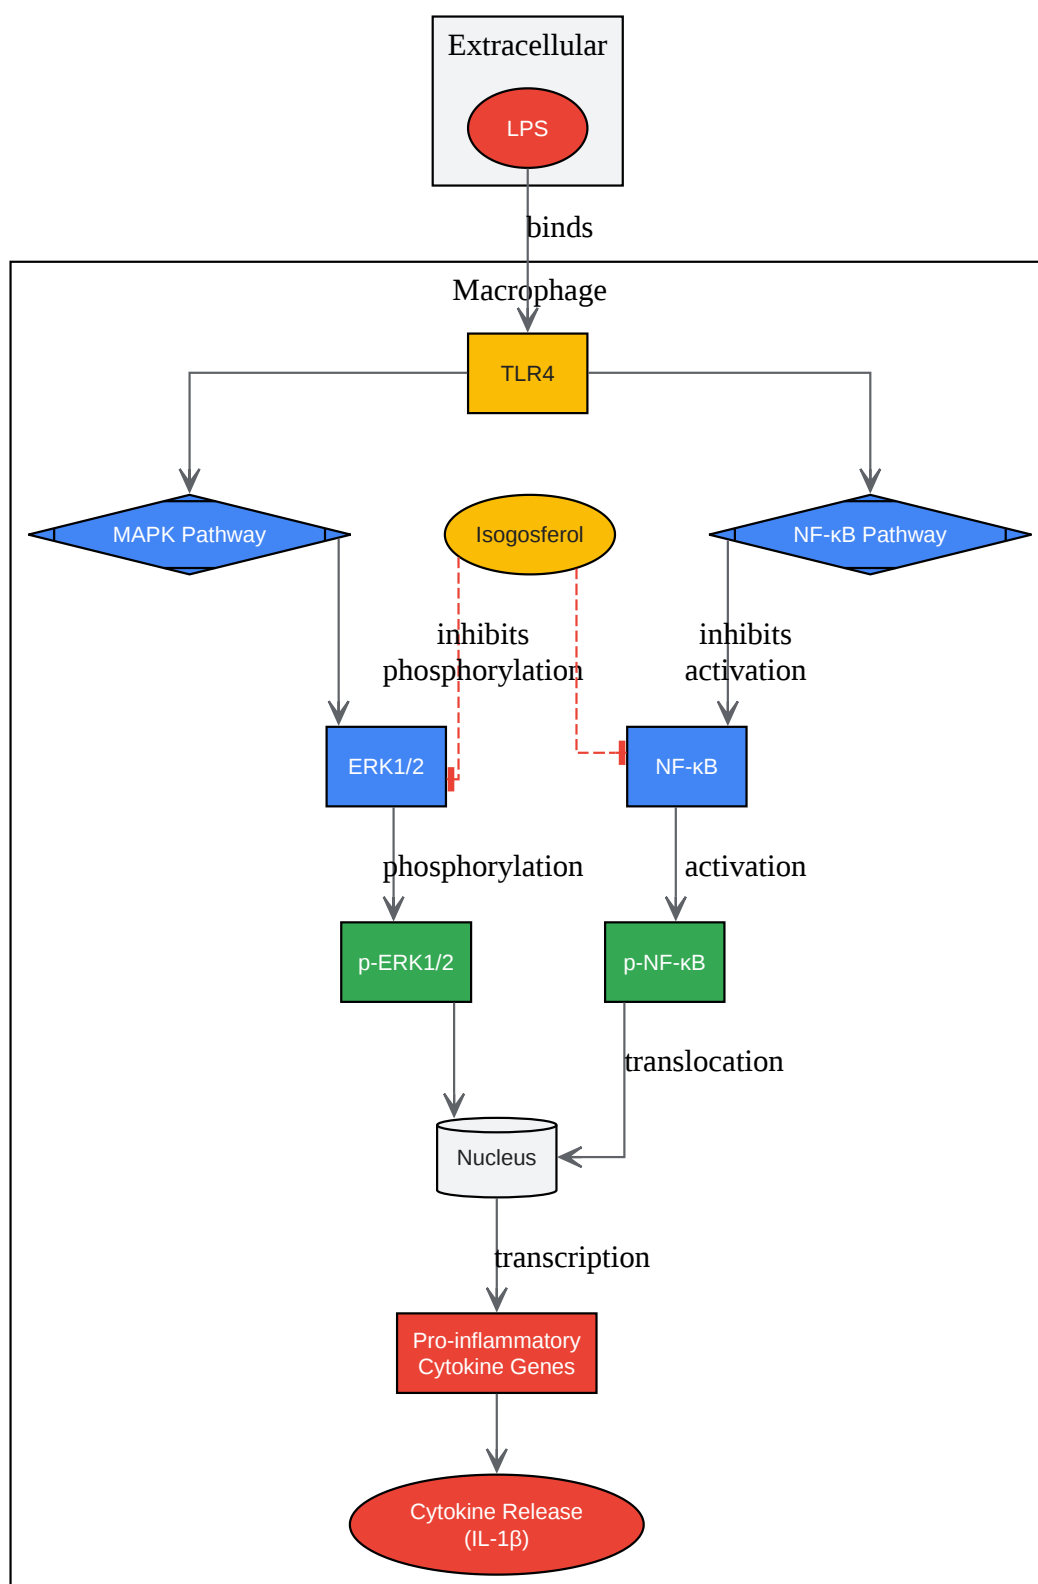 Extracellular
LPS
binds
Macrophage
TLR4
MAPK Pathway
Isogosferol
NF-κB Pathway
inhibits
phosphorylation
inhibits
activation
ERK1/2
NF-κB
phosphorylation
activation
p-ERK1/2
p-NF-κB
translocation
Nucleus
transcription
Pro-inflammatory
Cytokine Genes
Cytokine Release
(IL-1β)